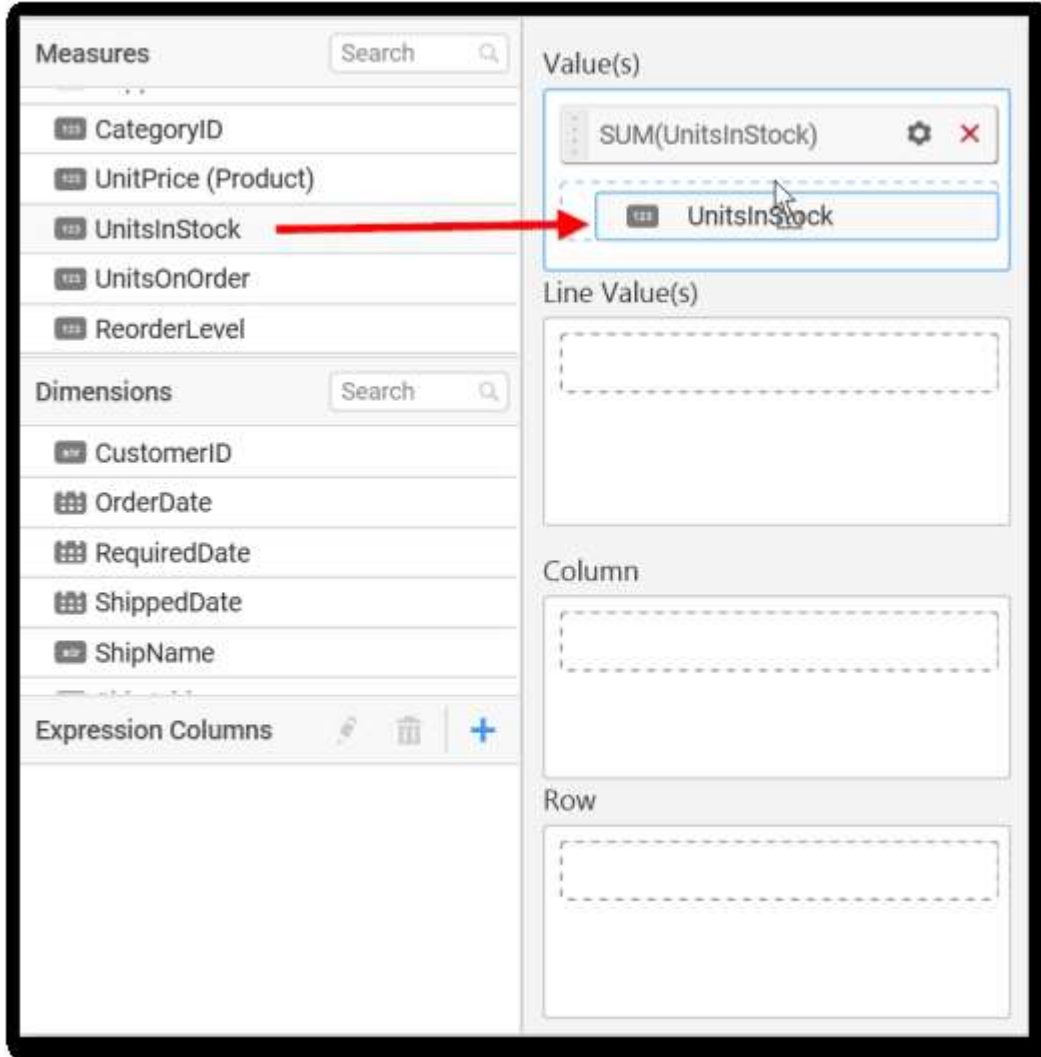 Measures
Search
CategoryID
UnitPrice (Product)
UnitsInStock
UnitsOnOrder
ReorderLevel
Dimensions
Search
CustomerID
OrderDate
RequiredDate
ShippedDate
ShipName
Expression Columns
Value(s)
SUM(UnitsInStock)
UnitsInStock
Line Value(s)
Column
Row